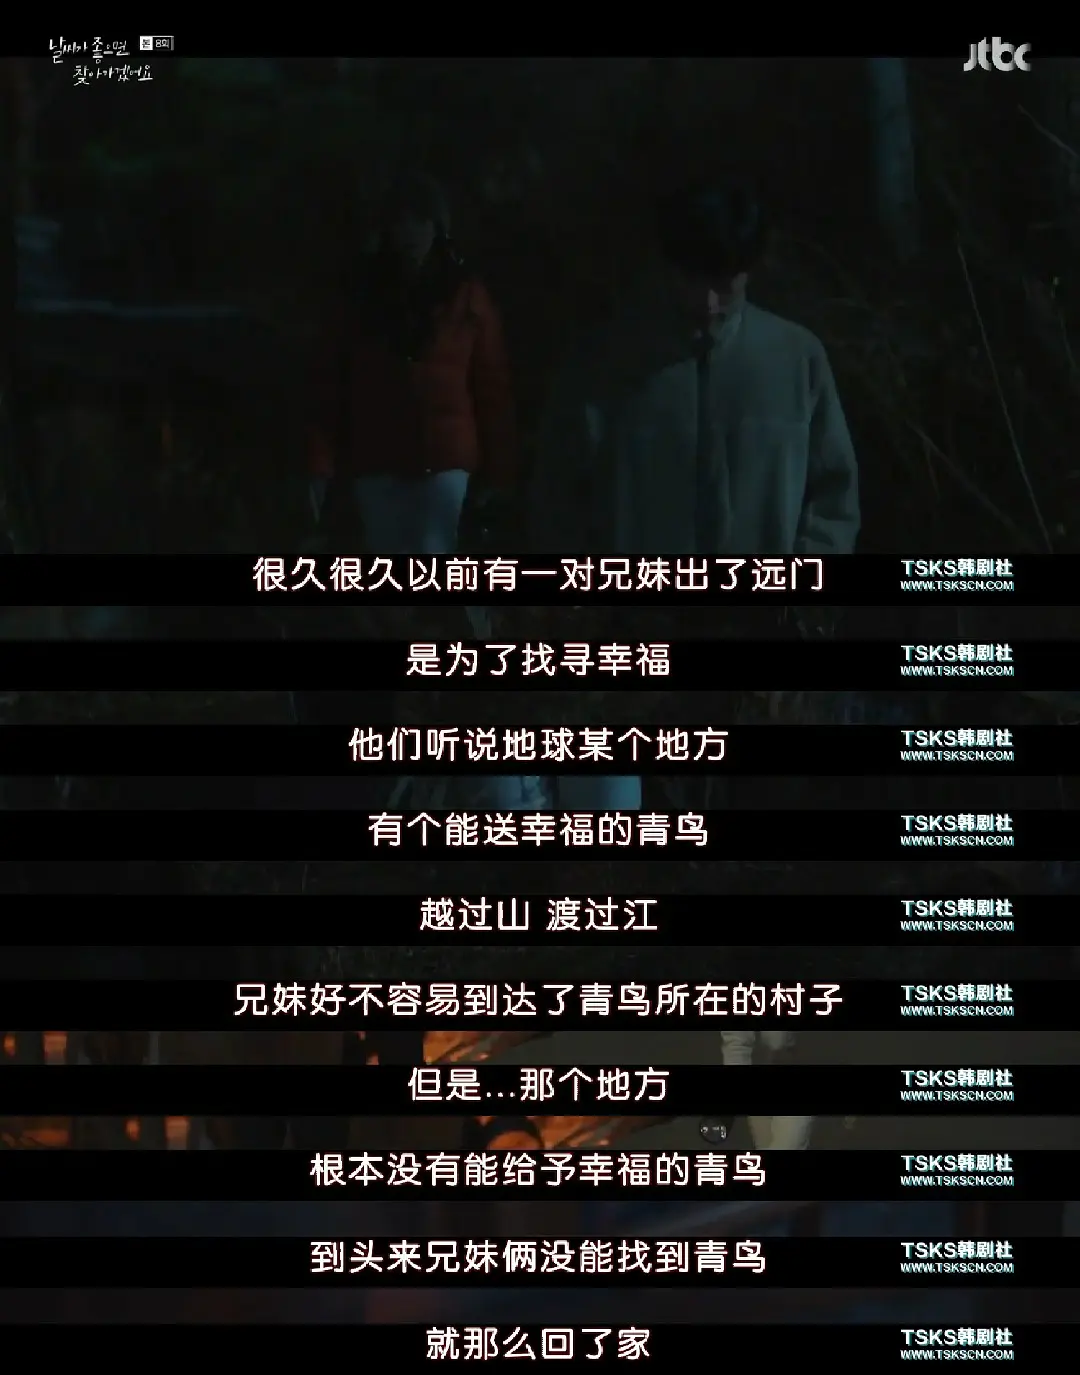 날씨가 좋으면 본 8회
찾아가겠어요
jtbc
很久很久以前有一对兄妹出了远门
TSKS韩剧社
WWW.TSKSCN.COM
是为了找寻幸福
TSKS韩剧社
WWW.TSKSCN.COM
他们听说地球某个地方
TSKS韩剧社
WWW.TSKSCN.COM
有个能送幸福的青鸟
TSKS韩剧社
WWW.TSKSCN.COM
越过山 渡过江
TSKS韩剧社
WWW.TSKSCN.COM
兄妹好不容易到达了青鸟所在的村子
TSKS韩剧社
WWW.TSKSCN.COM
但是...那个地方
TSKS韩剧社
WWW.TSKSCN.COM
根本没有能给予幸福的青鸟
TSKS韩剧社
WWW.TSKSCN.COM
到头来兄妹俩没能找到青鸟
TSKS韩剧社
WWW.TSKSCN.COM
就那么回了家
TSKS韩剧社
WWW.TSKSCN.COM